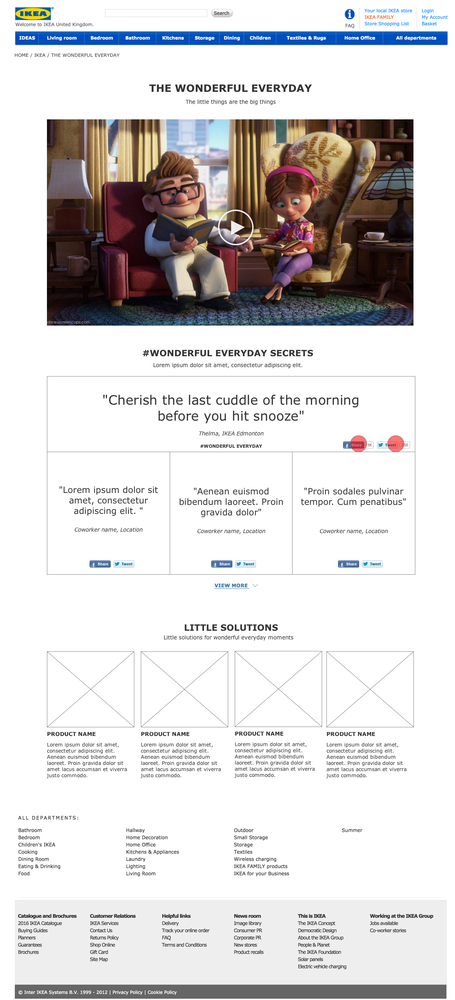 IKEA®
Search
Welcome to IKEA United Kingdom.
FAQ
Your local IKEA store
IKEA FAMILY
Store Shopping List
Login
My Account
Basket
IDEAS Living room Bedroom Bathroom Kitchens Storage Dining Children Textiles & Rugs Home Office All departments
HOME / IKEA / THE WONDERFUL EVERYDAY
THE WONDERFUL EVERYDAY
The little things are the big things
disneyscreencaps.com
#WONDERFUL EVERYDAY SECRETS
Lorem ipsum dolor sit amet, consectetur adipiscing elit.
"Cherish the last cuddle of the morning
before you hit snooze"
Thelma, IKEA Edmonton
#WONDERFUL EVERYDAY
Share 1K Tweet 250
"Lorem ipsum dolor sit
amet, consectetur
adipiscing elit. "
Coworker name, Location
Share Tweet
"Aenean euismod
bibendum laoreet. Proin
gravida dolor"
Coworker name, Location
Share Tweet
"Proin sodales pulvinar
tempor. Cum penatibus"
Coworker name, Location
Share Tweet
VIEW MORE
LITTLE SOLUTIONS
Little solutions for wonderful everyday moments
PRODUCT NAME
Lorem ipsum dolor sit amet,
consectetur adipiscing elit.
Aenean euismod bibendum
laoreet. Proin gravida dolor sit
amet lacus accumsan et viverra
justo commodo.
PRODUCT NAME
Lorem ipsum dolor sit amet,
consectetur adipiscing elit.
Aenean euismod bibendum
laoreet. Proin gravida dolor sit
amet lacus accumsan et viverra
justo commodo.
PRODUCT NAME
Lorem ipsum dolor sit amet,
consectetur adipiscing elit.
Aenean euismod bibendum
laoreet. Proin gravida dolor sit
amet lacus accumsan et viverra
justo commodo.
PRODUCT NAME
Lorem ipsum dolor sit amet,
consectetur adipiscing elit.
Aenean euismod bibendum
laoreet. Proin gravida dolor sit
amet lacus accumsan et viverra
justo commodo.
ALL DEPARTMENTS:
Bathroom
Bedroom
Children's IKEA
Cooking
Dining Room
Eating & Drinking
Food
Hallway
Home Decoration
Home Office
Kitchens & Appliances
Laundry
Lighting
Living Room
Outdoor
Small Storage
Storage
Textiles
Wireless charging
IKEA FAMILY products
IKEA for your Business
Summer
Catalogue and Brochures
2016 IKEA Catalogue
Buying Guides
Planners
Guarantees
Brochures
Customer Relations
IKEA Services
Contact Us
Returns Policy
Shop Online
Gift Card
Site Map
Helpful links
Delivery
Track your online order
FAQ
Terms and Conditions
News room
Image library
Consumer PR
Corporate PR
New stores
Product recalls
This is IKEA
The IKEA Concept
Democratic Design
About the IKEA Group
People & Planet
The IKEA Foundation
Solar panels
Electric vehicle charging
Working at the IKEA Group
Jobs available
Co-worker stories
© Inter IKEA Systems B.V. 1999 - 2012 | Privacy Policy | Cookie Policy